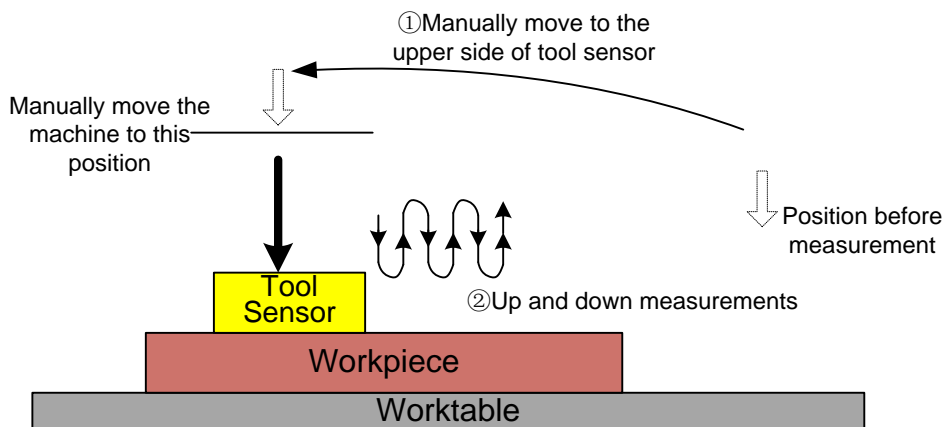 ①Manually move to the
upper side of tool sensor
Manually move the
machine to this
position
Position before
measurement
Tool
Sensor
②Up and down measurements
Workpiece
Worktable